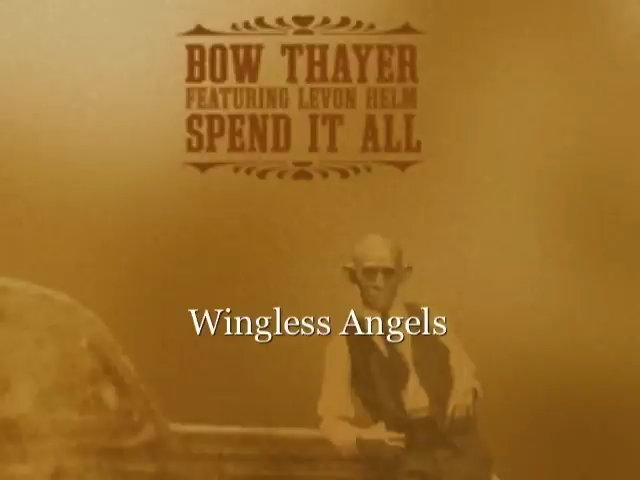 BOW THAYER
FEATURING LEVON HELM
SPEND IT ALL
Wingless Angels